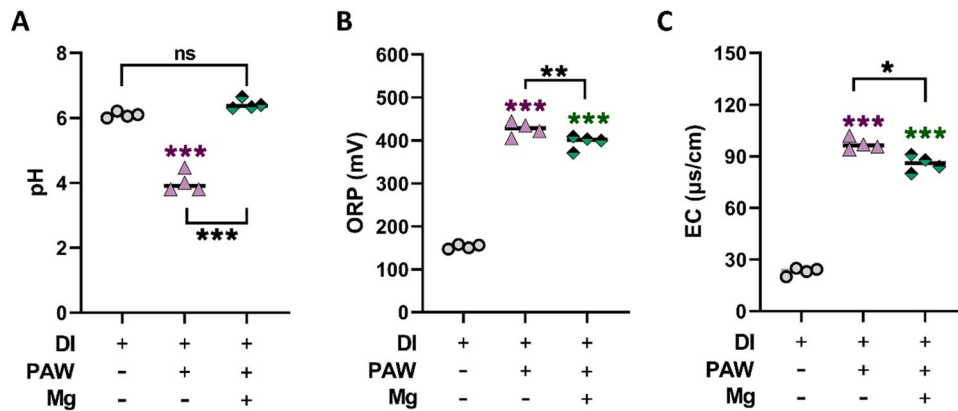 A
8
6
4
2
0
pH
ns
***
***
DI + + +
PAW - + +
Mg - - +
B
600
500
400
300
200
100
0
ORP (mV)
**
***
***
DI + + +
PAW - + +
Mg - - +
C
150
120
90
60
30
0
EC (µs/cm)
*
***
***
DI + + +
PAW - + +
Mg - - +